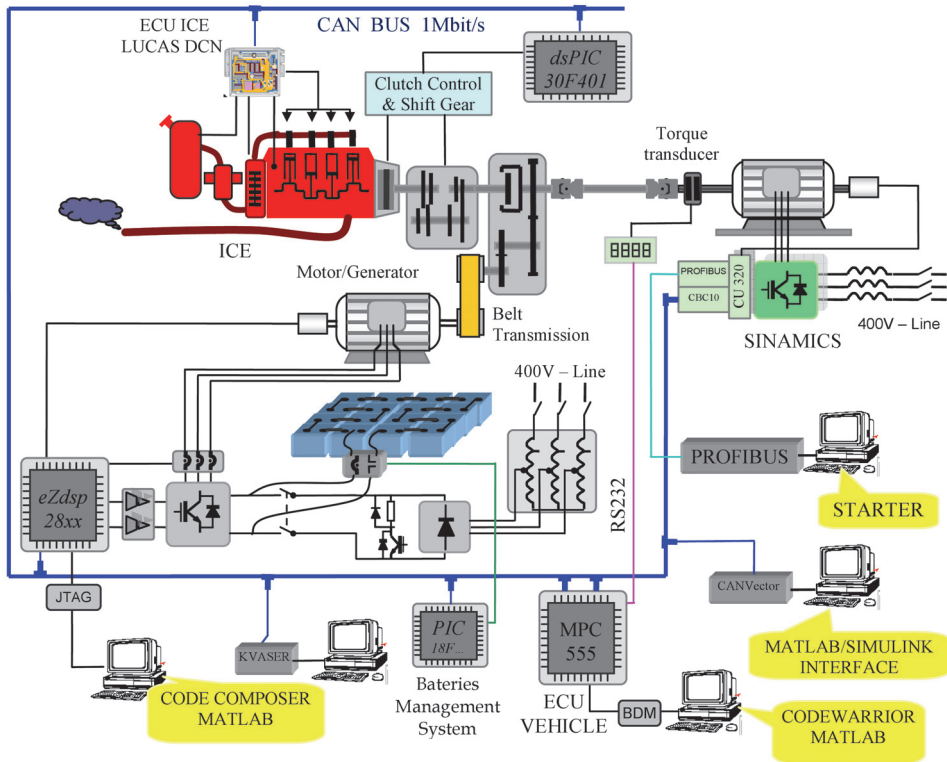 CAN BUS 1Mbit/s
ECU ICE
LUCAS DCN
dsPIC
30F401
Clutch Control
& Shift Gear
Torque
transducer
ICE
Motor/Generator
Belt
Transmission
PROFIBUS
CBC10
CU 320
SINAMICS
400V – Line
400V – Line
eZdsp
28xx
RS232
PROFIBUS
STARTER
JTAG
CANVector
MATLAB/SIMULINK
INTERFACE
KVASER
CODE COMPOSER
MATLAB
PIC
18F...
Bateries
Management
System
MPC
555
ECU
VEHICLE
BDM
CODEWARRIOR
MATLAB